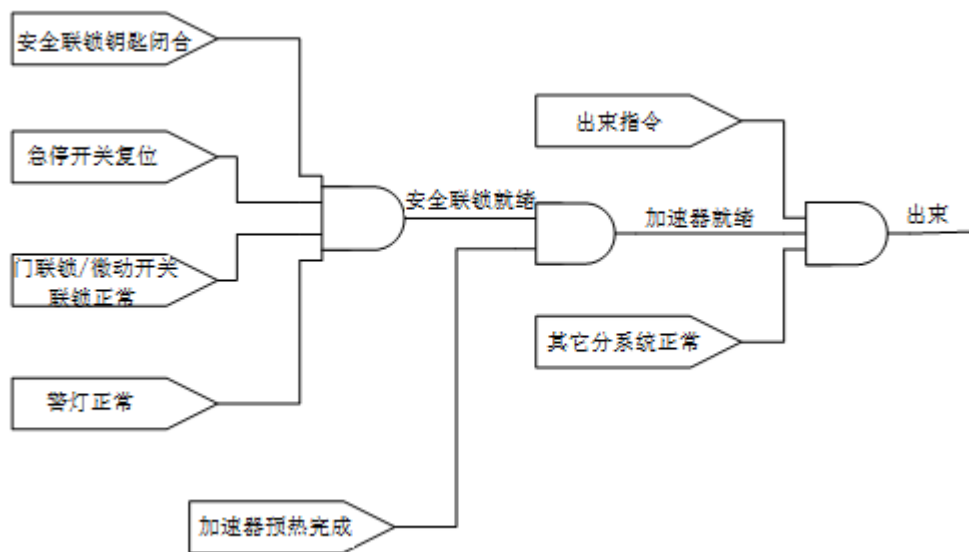 安全联锁钥匙闭合
急停开关复位
门联锁/微动开关
联锁正常
警灯正常
加速器预热完成
安全联锁就绪
出束指令
加速器就绪
其它分系统正常
出束